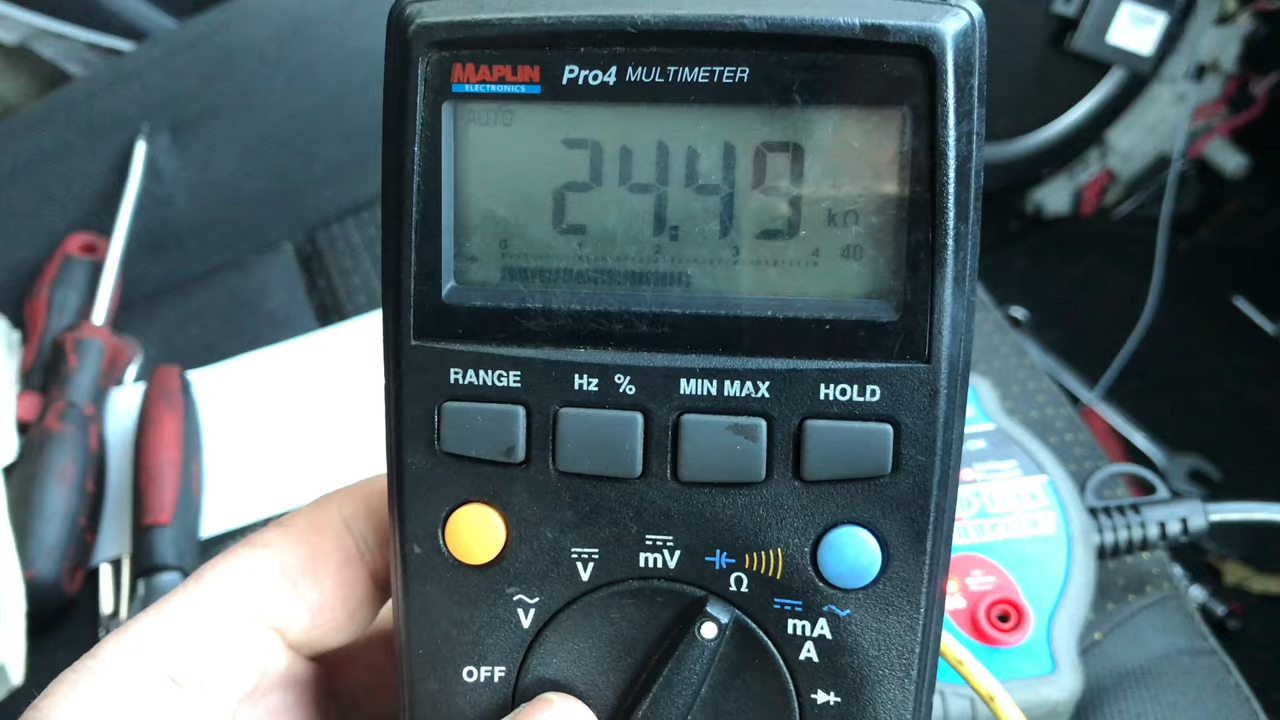 MAPLIN
ELECTRONICS
Pro4 MULTIMETER
AUTO
24.49 kΩ
0 1 2 3 4 40
RANGE Hz % MIN MAX HOLD
V mV Ω
V mA
A
OFF